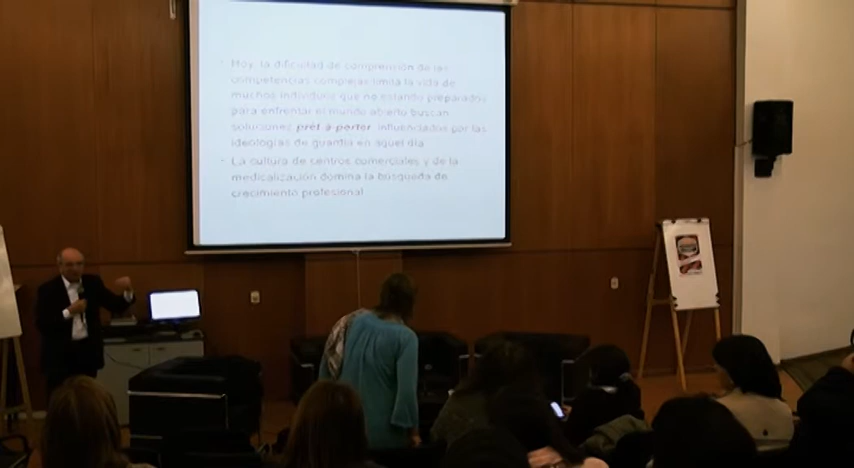 Hoy, la dificultad de comprensión de las
competencias complejas limita la vida de
muchos individuos que no estando preparados
para enfrentar el mundo abierto buscan
soluciones prêt à porter influenciados por las
ideologías de guardia en aquel día
La cultura de centros comerciales y de la
medicalización domina la búsqueda de
crecimiento profesional